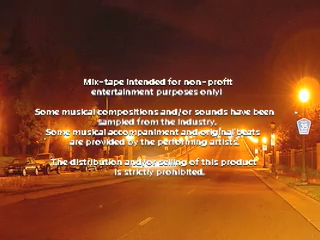 Mix-tape intended for non-profit
entertainment purposes only!
Some musical compositions and/or sounds have been
sampled from the industry.
Some musical accompaniment and original beats
are provided by the performing artists.
The distribution and/or selling of this product
is strictly prohibited.